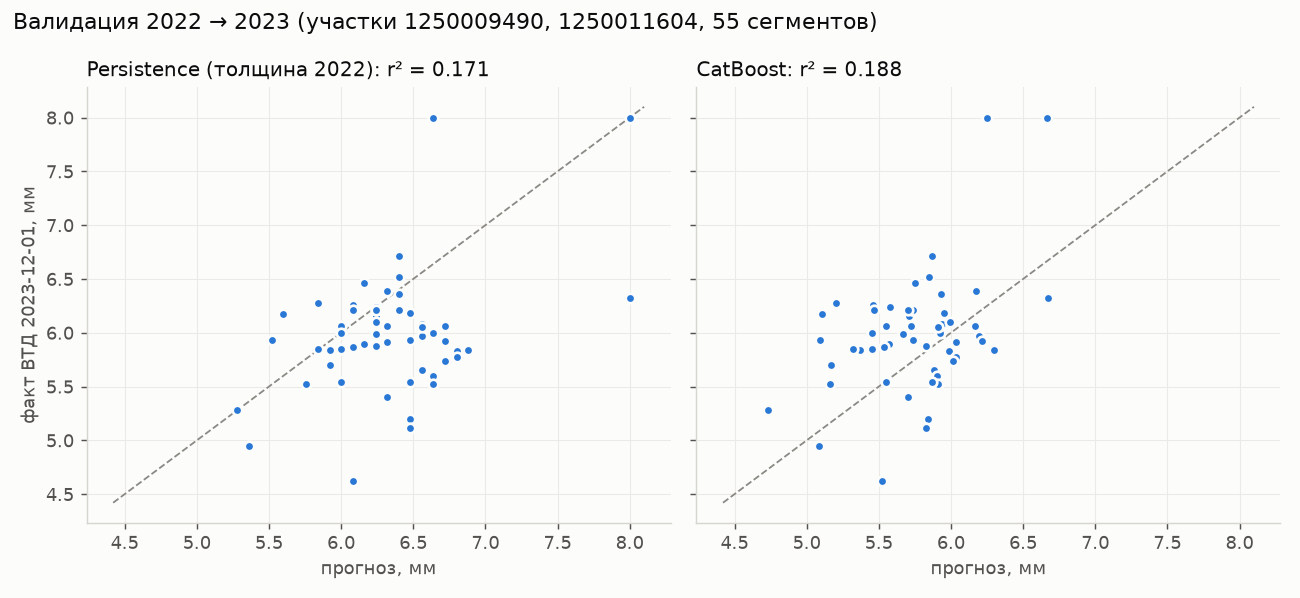 Валидация 2022 → 2023 (участки 1250009490, 1250011604, 55 сегментов)
Persistence (толщина 2022): r² = 0.171
CatBoost: r² = 0.188
факт ВТД 2023-12-01, мм
8.0
7.5
7.0
6.5
6.0
5.5
5.0
4.5
4.5 5.0 5.5 6.0 6.5 7.0 7.5 8.0
4.5 5.0 5.5 6.0 6.5 7.0 7.5 8.0
прогноз, мм
прогноз, мм